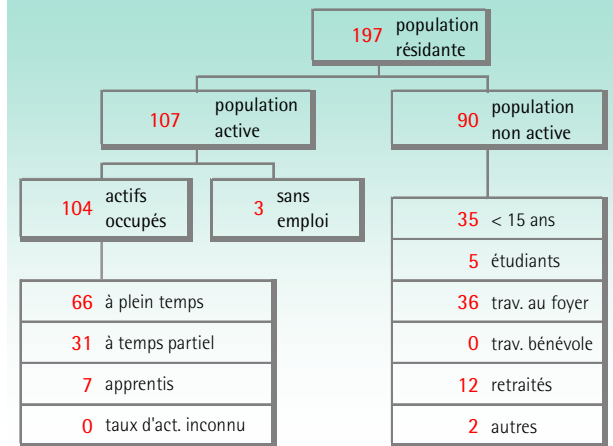 197 population
résidante
107 population
active
90 population
non active
104 actifs
occupés
3 sans
emploi
66 à plein temps
31 à temps partiel
7 apprentis
0 taux d'act. inconnu
35 < 15 ans
5 étudiants
36 trav. au foyer
0 trav. bénévole
12 retraités
2 autres